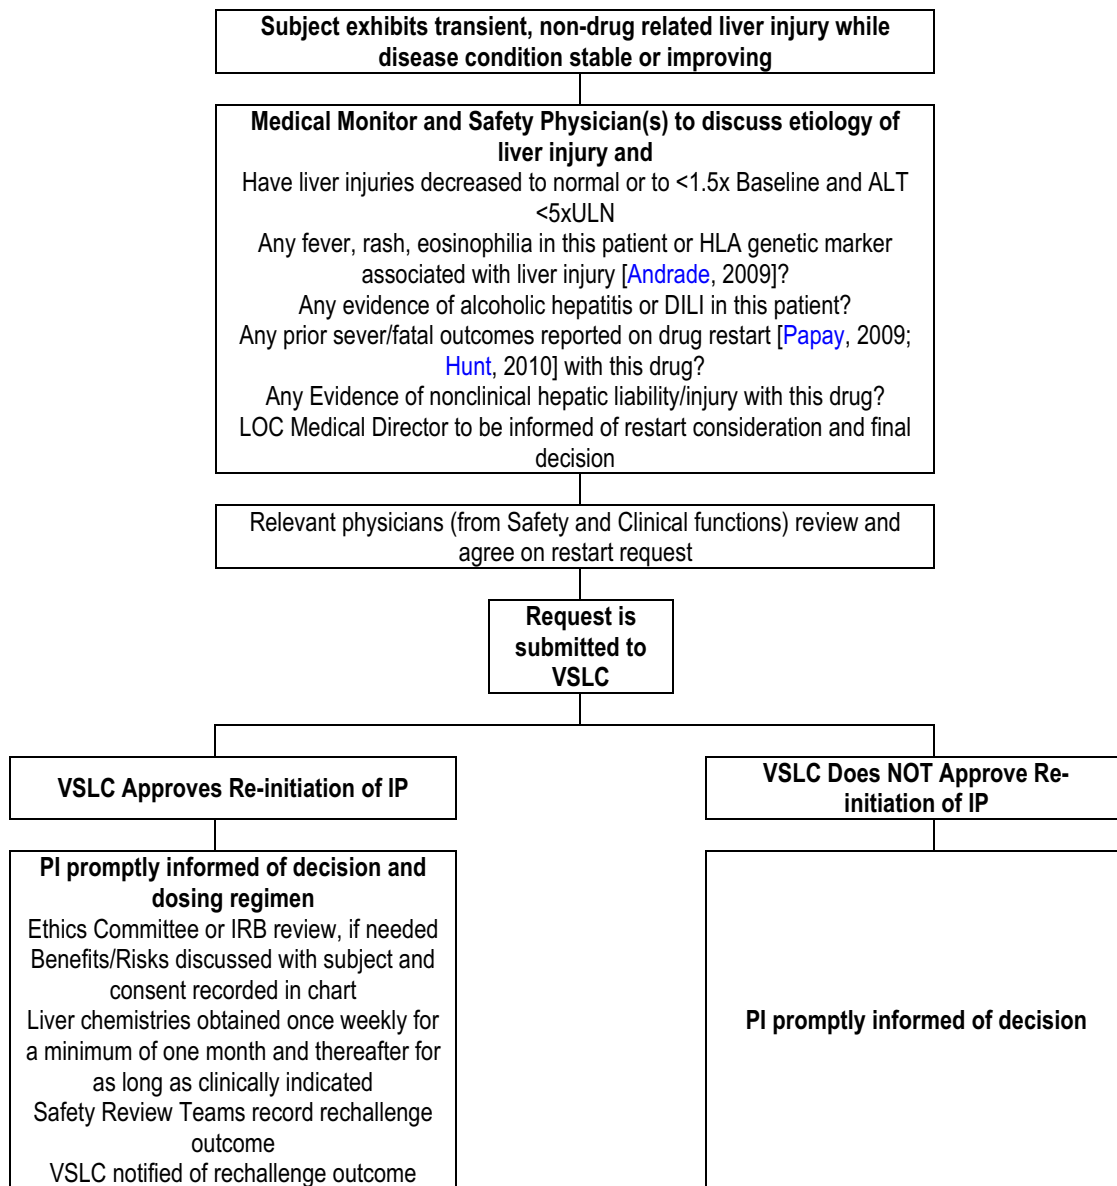 Subject exhibits transient, non-drug related liver injury while
disease condition stable or improving
Medical Monitor and Safety Physician(s) to discuss etiology of
liver injury and
Have liver injuries decreased to normal or to <1.5x Baseline and ALT
<5xULN
Any fever, rash, eosinophilia in this patient or HLA genetic marker
associated with liver injury [Andrade, 2009]?
Any evidence of alcoholic hepatitis or DILI in this patient?
Any prior sever/fatal outcomes reported on drug restart [Papay, 2009;
Hunt, 2010] with this drug?
Any Evidence of nonclinical hepatic liability/injury with this drug?
LOC Medical Director to be informed of restart consideration and final
decision
Relevant physicians (from Safety and Clinical functions) review and
agree on restart request
Request is
submitted to
VSLC
VSLC Approves Re-initiation of IP
PI promptly informed of decision and
dosing regimen
Ethics Committee or IRB review, if needed
Benefits/Risks discussed with subject and
consent recorded in chart
Liver chemistries obtained once weekly for
a minimum of one month and thereafter for
as long as clinically indicated
Safety Review Teams record rechallenge
outcome
VSLC notified of rechallenge outcome
VSLC Does NOT Approve Re-
initiation of IP
PI promptly informed of decision